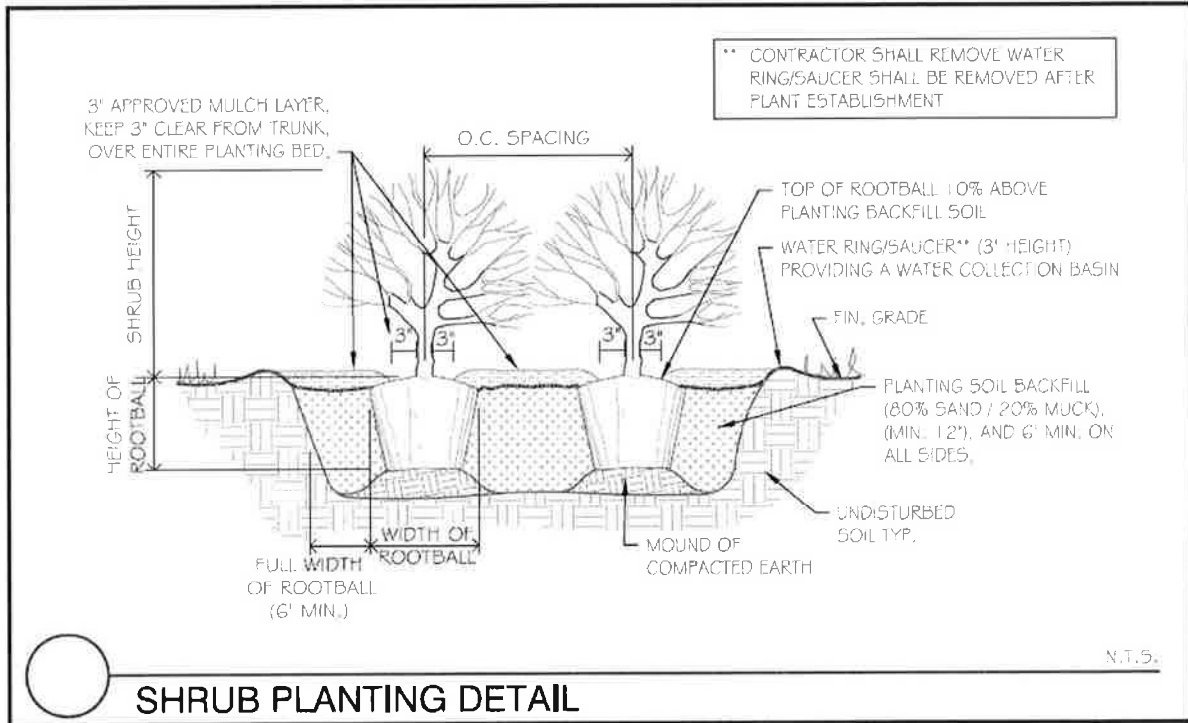 ** CONTRACTOR SHALL REMOVE WATER
RING/SAUCER SHALL BE REMOVED AFTER
PLANT ESTABLISHMENT
3" APPROVED MULCH LAYER,
KEEP 3" CLEAR FROM TRUNK,
OVER ENTIRE PLANTING BED.
O.C. SPACING
TOP OF ROOTBALL 10% ABOVE
PLANTING BACKFILL SOIL
WATER RING/SAUCER** (3" HEIGHT)
PROVIDING A WATER COLLECTION BASIN
SHRUB HEIGHT
3" 3" 3" 3"
FIN. GRADE
HEIGHT OF
ROOTBALL
PLANTING SOIL BACKFILL
(80% SAND / 20% MUCK),
(MIN. 12"), AND 6" MIN. ON
ALL SIDES.
UNDISTURBED
SOIL TYP.
WIDTH OF
ROOTBALL
MOUND OF
COMPACTED EARTH
FULL WIDTH
OF ROOTBALL
(6" MIN.)
N.T.S.
SHRUB PLANTING DETAIL